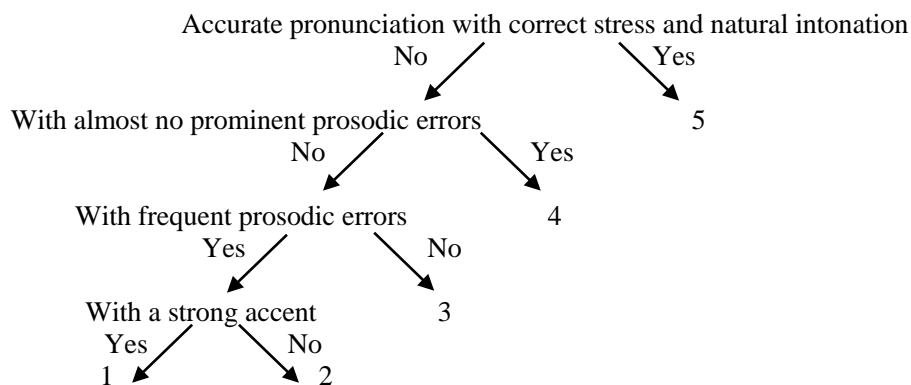 Accurate pronunciation with correct stress and natural intonation
No Yes
With almost no prominent prosodic errors 5
No Yes
With frequent prosodic errors 4
Yes No
With a strong accent 3
Yes No
1 2